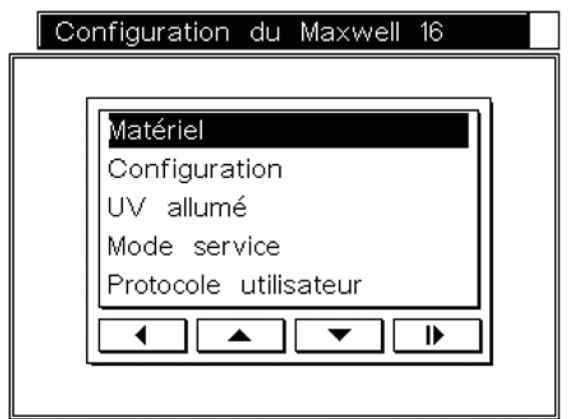 Configuration du Maxwell 16
Matériel
Configuration
UV allumé
Mode service
Protocole utilisateur